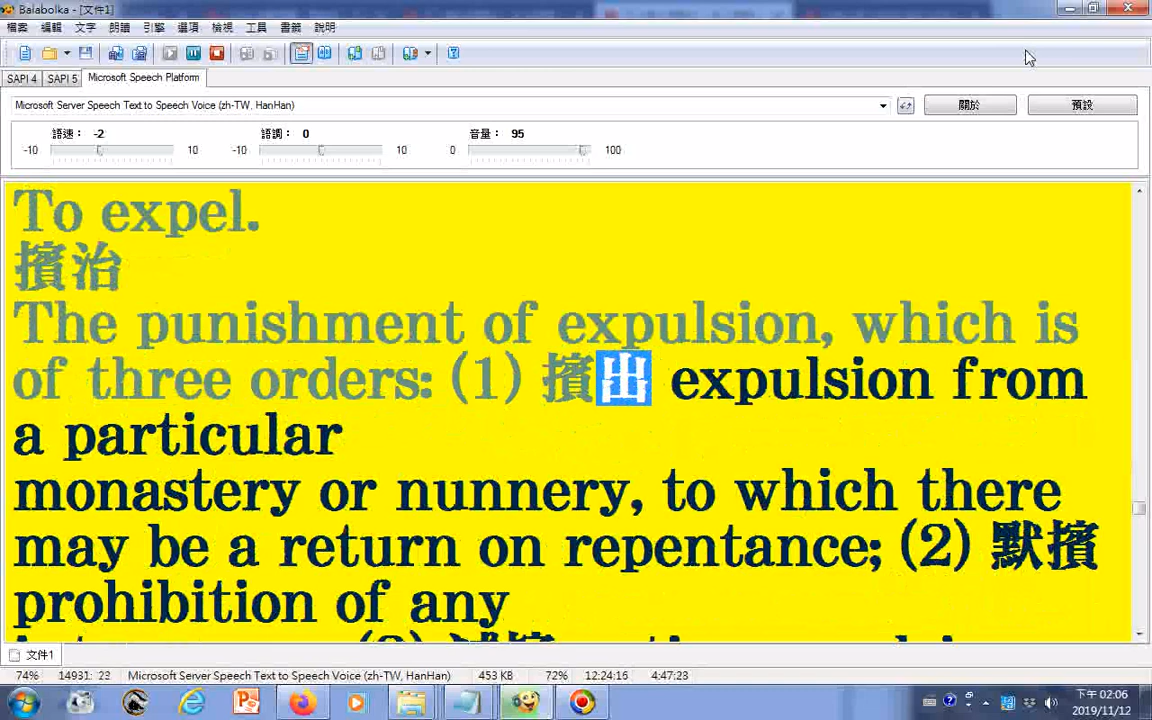 Balabolka - [文件1]
檔案 編輯 文字 朗讀 引擎 選項 檢視 工具 書籤 說明
SAPI 4 SAPI 5 Microsoft Speech Platform
Microsoft Server Speech Text to Speech Voice (zh-TW, HanHan) 關於 預設
語速： -2 語調： 0 音量： 95
-10 10 -10 10 0 100
To expel.
擯治
The punishment of expulsion, which is
of three orders: (1) 擯出 expulsion from
a particular
monastery or nunnery, to which there
may be a return on repentance; (2) 默擯
prohibition of any
文件1
74% 14931: 23 Microsoft Server Speech Text to Speech Voice (zh-TW, HanHan) 453 KB 72% 12:24:16 4:47:23
下午 02:06
2019/11/12